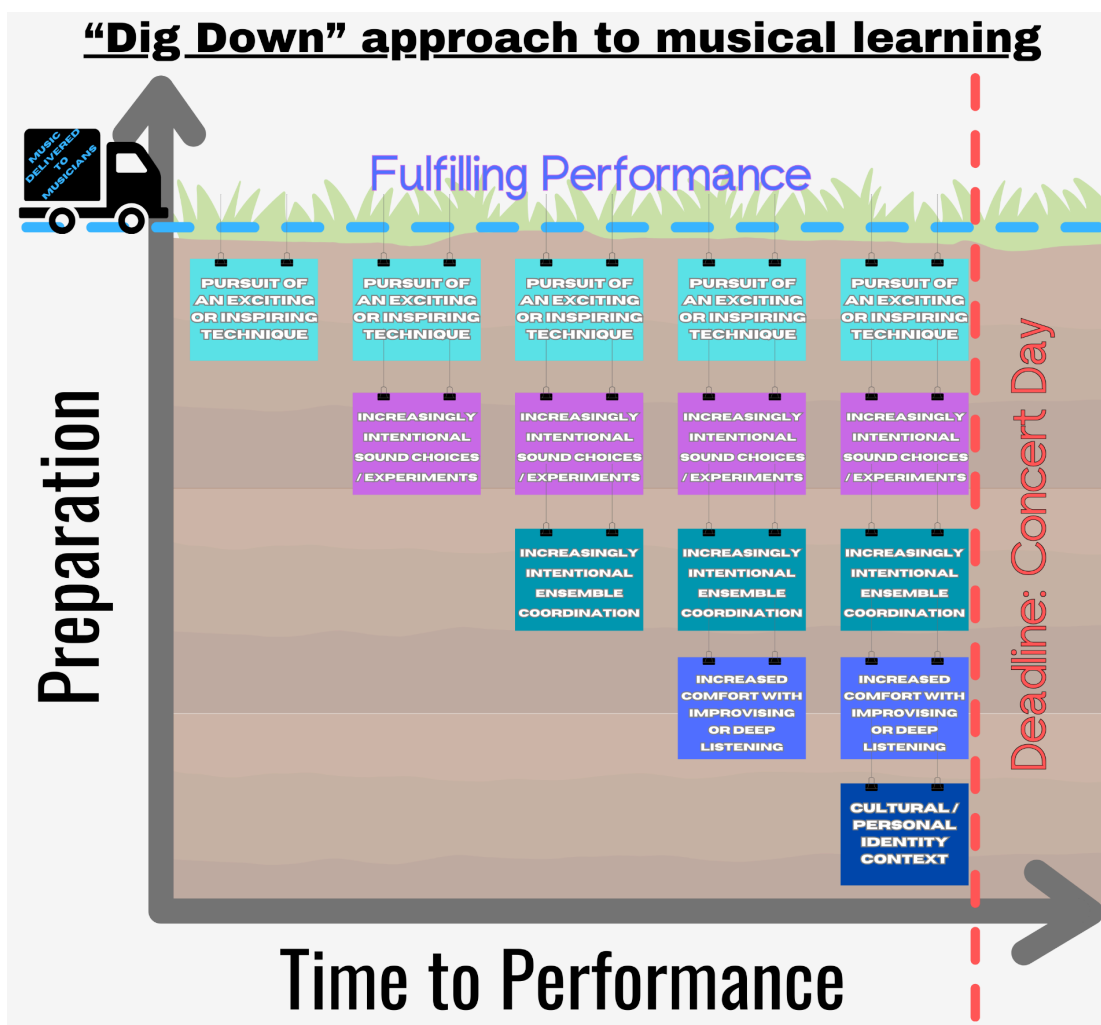 “Dig Down” approach to musical learning
MUSIC
DELIVERED
TO
MUSICIANS
Fulfilling Performance
PURSUIT OF
AN EXCITING
OR INSPIRING
TECHNIQUE
PURSUIT OF
AN EXCITING
OR INSPIRING
TECHNIQUE
PURSUIT OF
AN EXCITING
OR INSPIRING
TECHNIQUE
PURSUIT OF
AN EXCITING
OR INSPIRING
TECHNIQUE
PURSUIT OF
AN EXCITING
OR INSPIRING
TECHNIQUE
INCREASINGLY
INTENTIONAL
SOUND CHOICES
/ EXPERIMENTS
INCREASINGLY
INTENTIONAL
SOUND CHOICES
/ EXPERIMENTS
INCREASINGLY
INTENTIONAL
SOUND CHOICES
/ EXPERIMENTS
INCREASINGLY
INTENTIONAL
SOUND CHOICES
/ EXPERIMENTS
INCREASINGLY
INTENTIONAL
ENSEMBLE
COORDINATION
INCREASINGLY
INTENTIONAL
ENSEMBLE
COORDINATION
INCREASINGLY
INTENTIONAL
ENSEMBLE
COORDINATION
INCREASED
COMFORT WITH
IMPROVISING
OR DEEP
LISTENING
INCREASED
COMFORT WITH
IMPROVISING
OR DEEP
LISTENING
CULTURAL /
PERSONAL
IDENTITY
CONTEXT
Preparation
Deadline: Concert Day
Time to Performance